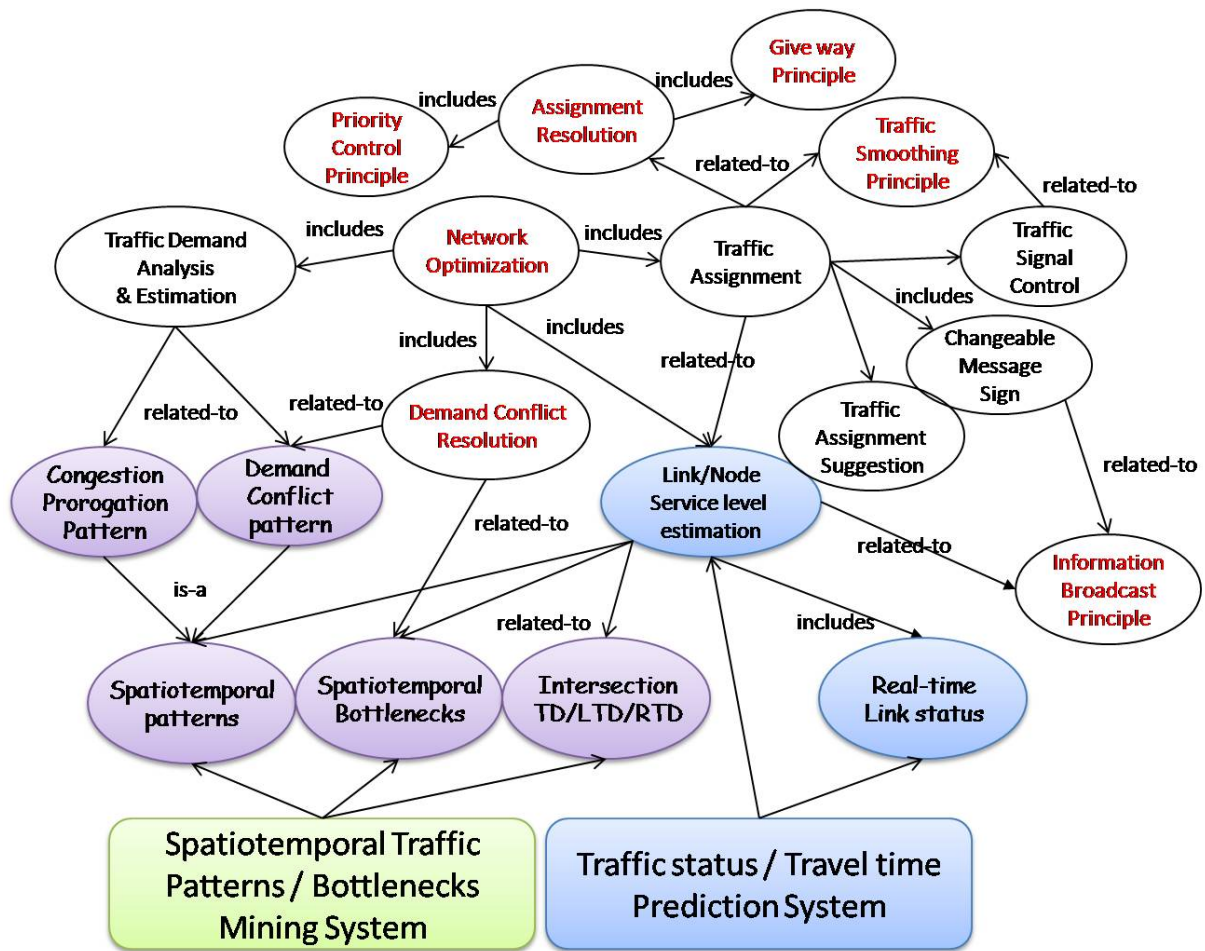 Give way
Principle
includes
includes
Assignment
Resolution
Priority
Control
Principle
Traffic
Smoothing
Principle
related-to
related-to
Traffic Demand
Analysis
& Estimation
includes
Network
Optimization
includes
Traffic
Assignment
Traffic
Signal
Control
includes
includes
includes
related-to
Changeable
Message
Sign
related-to
related-to
Demand Conflict
Resolution
Traffic
Assignment
Suggestion
Congestion
Prorogation
Pattern
Demand
Conflict
pattern
Link/Node
Service level
estimation
related-to
related-to
related-to
Information
Broadcast
Principle
is-a
related-to
includes
Spatiotemporal
patterns
Spatiotemporal
Bottlenecks
Intersection
TD/LTD/RTD
Real-time
Link status
Spatiotemporal Traffic
Patterns / Bottlenecks
Mining System
Traffic status / Travel time
Prediction System